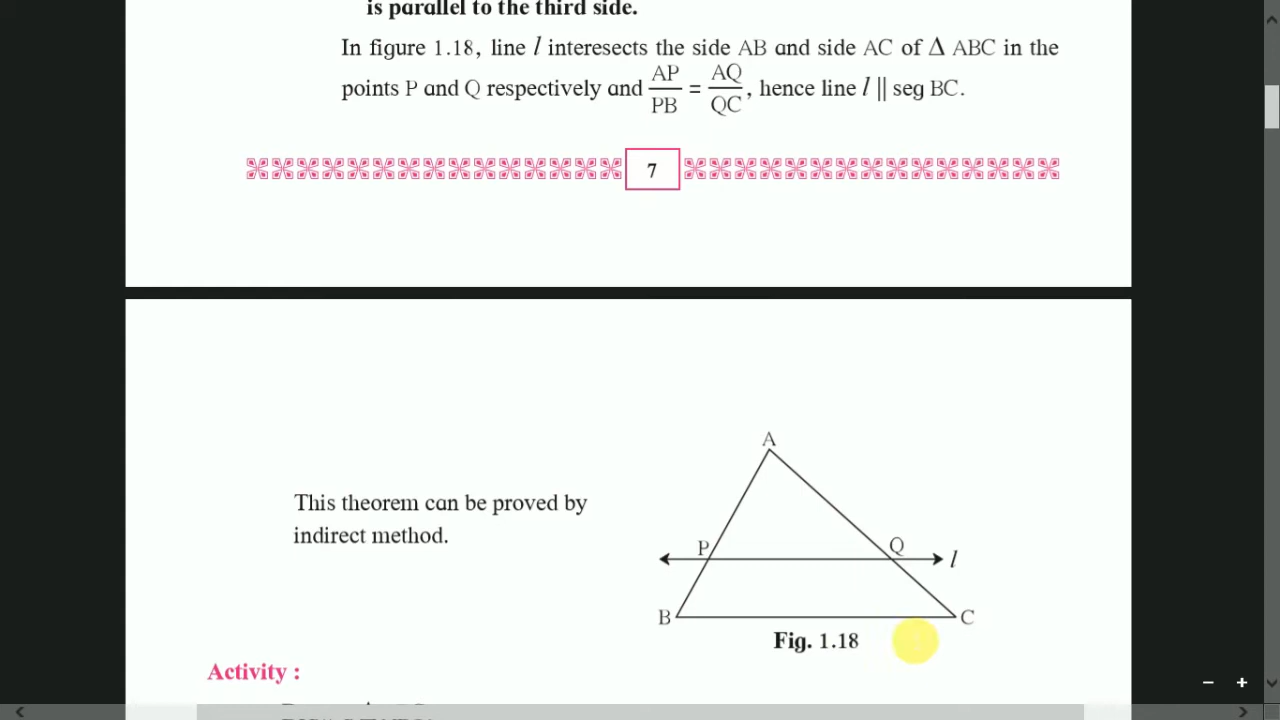 is parallel to the third side.
In figure 1.18, line l interesects the side AB and side AC of Δ ABC in the
points P and Q respectively and AP/PB = AQ/QC, hence line l || seg BC.
7
This theorem can be proved by
indirect method.
A
P
Q
l
B
C
Fig. 1.18
Activity :